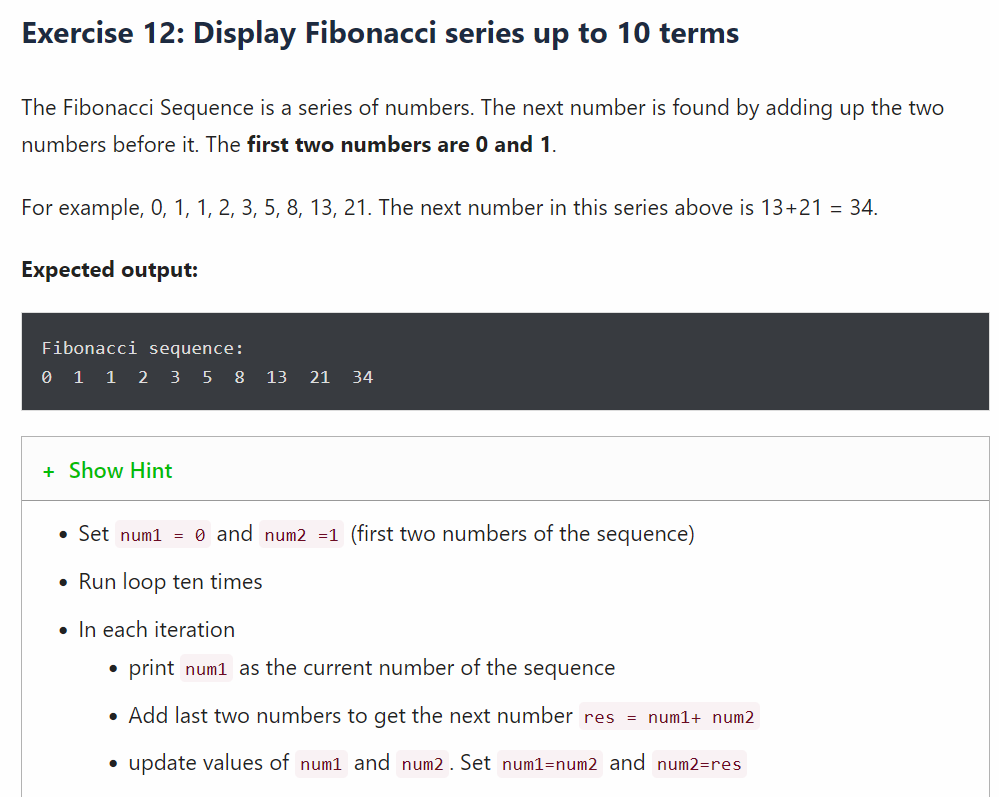 Exercise 12: Display Fibonacci series up to 10 terms
The Fibonacci Sequence is a series of numbers. The next number is found by adding up the two
numbers before it. The first two numbers are 0 and 1.
For example, 0, 1, 1, 2, 3, 5, 8, 13, 21. The next number in this series above is 13+21 = 34.
Expected output:
Fibonacci sequence:
0  1  1  2  3  5  8  13  21  34
+ Show Hint
• Set num1 = 0 and num2 =1 (first two numbers of the sequence)
• Run loop ten times
• In each iteration
• print num1 as the current number of the sequence
• Add last two numbers to get the next number res = num1+ num2
• update values of num1 and num2. Set num1=num2 and num2=res